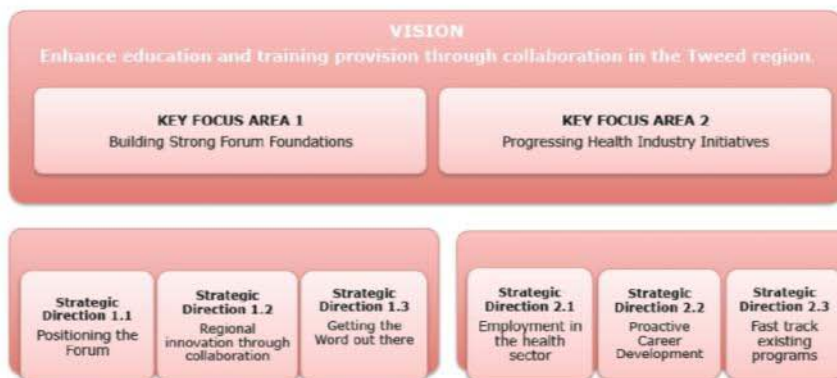 VISION
Enhance education and training provision through collaboration in the Tweed region.
KEY FOCUS AREA 1
Building Strong Forum Foundations
KEY FOCUS AREA 2
Progressing Health Industry Initiatives
Strategic
Direction 1.1
Positioning the
Forum
Strategic
Direction 1.2
Regional
innovation through
collaboration
Strategic
Direction 1.3
Getting the
Word out there
Strategic
Direction 2.1
Employment in
the health
sector
Strategic
Direction 2.2
Proactive
Career
Development
Strategic
Direction 2.3
Fast track
existing
programs